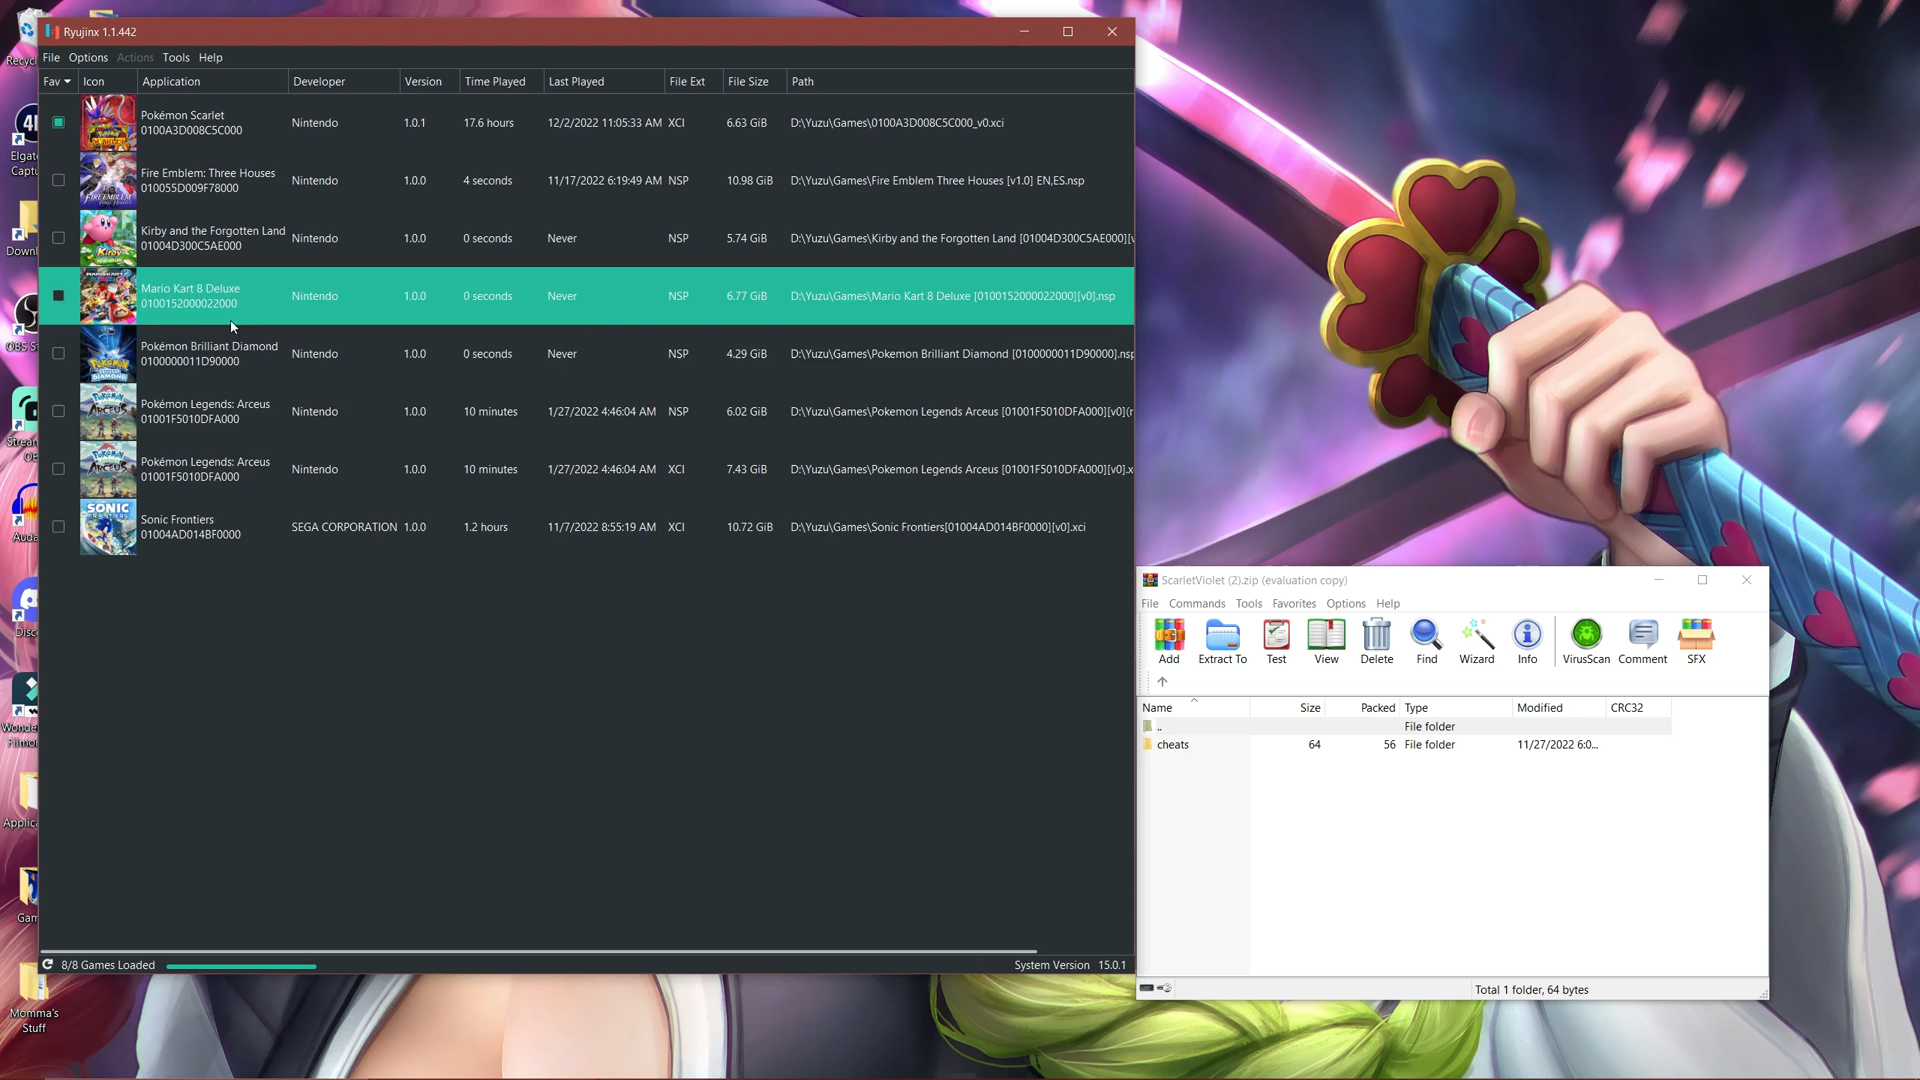 Ryujinx 1.1.442
File Options Actions Tools Help
Fav Icon Application Developer Version Time Played Last Played File Ext File Size Path
Pokémon Scarlet
0100A3D008C5C000
Nintendo 1.0.1 17.6 hours 12/2/2022 11:05:33 AM XCI 6.63 GiB D:\Yuzu\Games\0100A3D008C5C000_v0.xci
Fire Emblem: Three Houses
010055D009F78000
Nintendo 1.0.0 4 seconds 11/17/2022 6:19:49 AM NSP 10.98 GiB D:\Yuzu\Games\Fire Emblem Three Houses [v1.0] EN,ES.nsp
Kirby and the Forgotten Land
01004D300C5AE000
Nintendo 1.0.0 0 seconds Never NSP 5.74 GiB D:\Yuzu\Games\Kirby and the Forgotten Land [01004D300C5AE000][v
Mario Kart 8 Deluxe
0100152000022000
Nintendo 1.0.0 0 seconds Never NSP 6.77 GiB D:\Yuzu\Games\Mario Kart 8 Deluxe [0100152000022000][v0].nsp
Pokémon Brilliant Diamond
0100000011D90000
Nintendo 1.0.0 0 seconds Never NSP 4.29 GiB D:\Yuzu\Games\Pokemon Brilliant Diamond [0100000011D90000].nsp
Pokémon Legends: Arceus
01001F5010DFA000
Nintendo 1.0.0 10 minutes 1/27/2022 4:46:04 AM NSP 6.02 GiB D:\Yuzu\Games\Pokemon Legends Arceus [01001F5010DFA000][v0](r
Pokémon Legends: Arceus
01001F5010DFA000
Nintendo 1.0.0 10 minutes 1/27/2022 4:46:04 AM XCI 7.43 GiB D:\Yuzu\Games\Pokemon Legends Arceus [01001F5010DFA000][v0].x
Sonic Frontiers
01004AD014BF0000
SEGA CORPORATION 1.0.0 1.2 hours 11/7/2022 8:55:19 AM XCI 10.72 GiB D:\Yuzu\Games\Sonic Frontiers[01004AD014BF0000][v0].xci
8/8 Games Loaded
System Version 15.0.1
ScarletViolet (2).zip (evaluation copy)
File Commands Tools Favorites Options Help
Add Extract To Test View Delete Find Wizard Info VirusScan Comment SFX
Name Size Packed Type Modified CRC32
.. File folder
cheats 64 56 File folder 11/27/2022 6:0...
Total 1 folder, 64 bytes
Recyc
Elgat
Captu
Downl
OBS S
Strea
OB
Auda
Disc
Wonde
Filmo
Applic
Gam
Momma's
Stuff